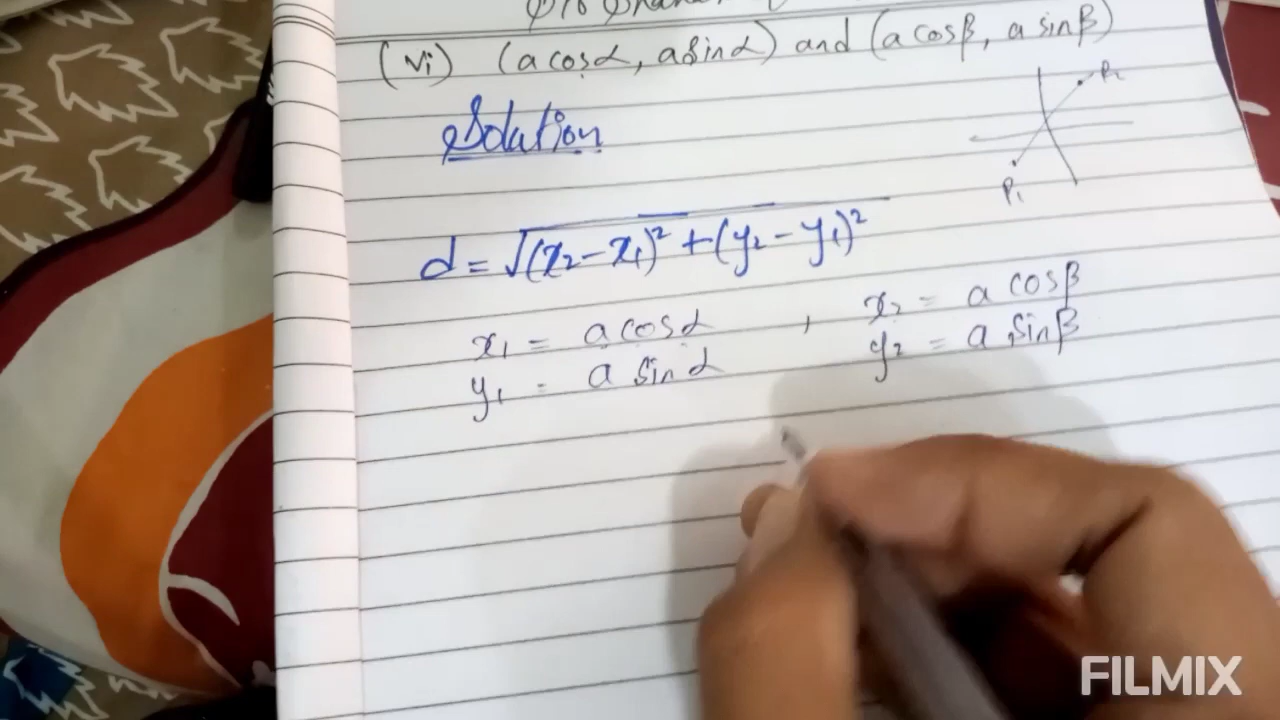 (vi) (a cosα, a sinα) and (a cosβ, a sinβ)
P₂
Solution
P₁
d = √(x₂-x₁)² + (y₂-y₁)²
x₁ = a cosα , x₂ = a cosβ
y₁ = a sinα y₂ = a sinβ
FILMIX